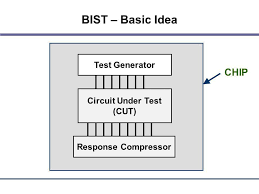 BIST – Basic Idea
Test Generator
CHIP
Circuit Under Test
(CUT)
Response Compressor